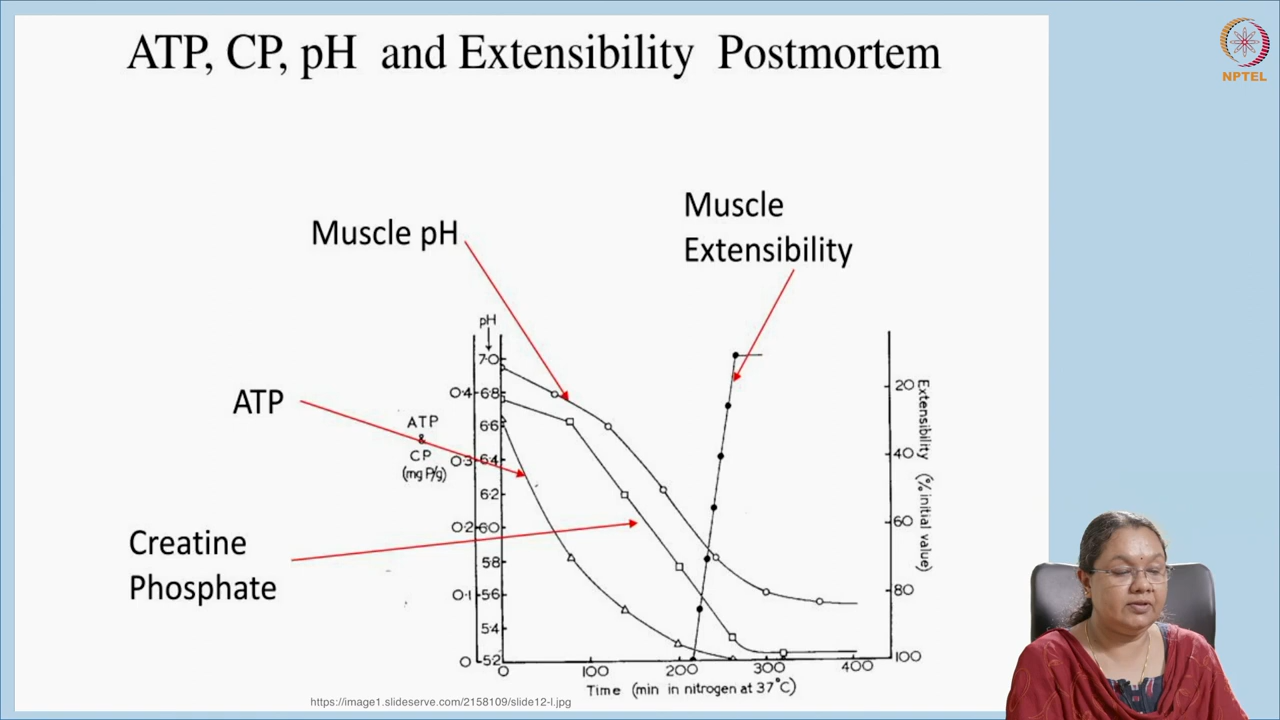 ATP, CP, pH and Extensibility Postmortem
NPTEL
Muscle
Extensibility
Muscle pH
ATP
Creatine
Phosphate
pH
7·0
0·4
6·8
6·6
0·3
6·4
6·2
0·2
6·0
5·8
0·1
5·6
5·4
0
5·2
ATP
&
CP
(mg P/g)
20
40
60
80
100
Extensibility (% initial value)
0
100
200
300
400
Time (min in nitrogen at 37°C)
https://image1.slideserve.com/2158109/slide12-l.jpg